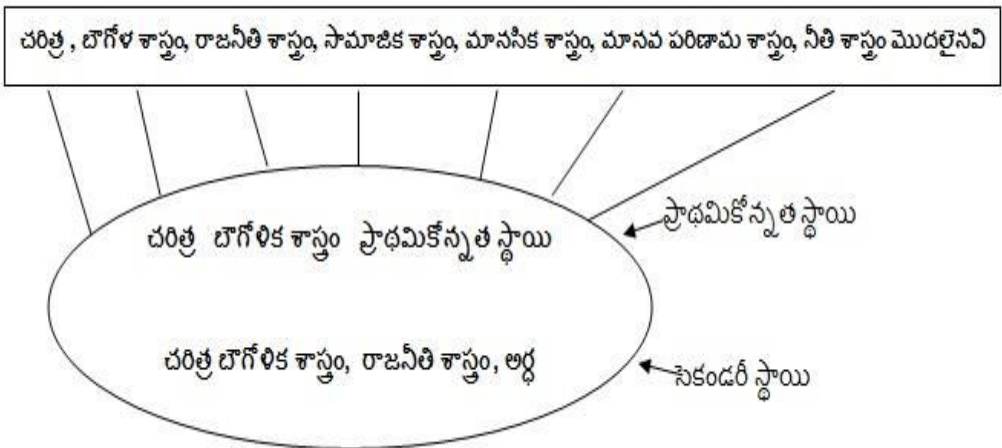 చరిత్ర , బౌగోళ శాస్త్రం, రాజనీతి శాస్త్రం, సామాజిక శాస్త్రం, మానసిక శాస్త్రం, మానవ పరిణామ శాస్త్రం, నీతి శాస్త్రం మొదలైనవి
ప్రాథమికోన్నత స్థాయి
చరిత్ర బౌగోళిక శాస్త్రం ప్రాథమికోన్నత స్థాయి
చరిత్ర బౌగోళిక శాస్త్రం, రాజనీతి శాస్త్రం , అర్ధ
సెకండరీ స్థాయి